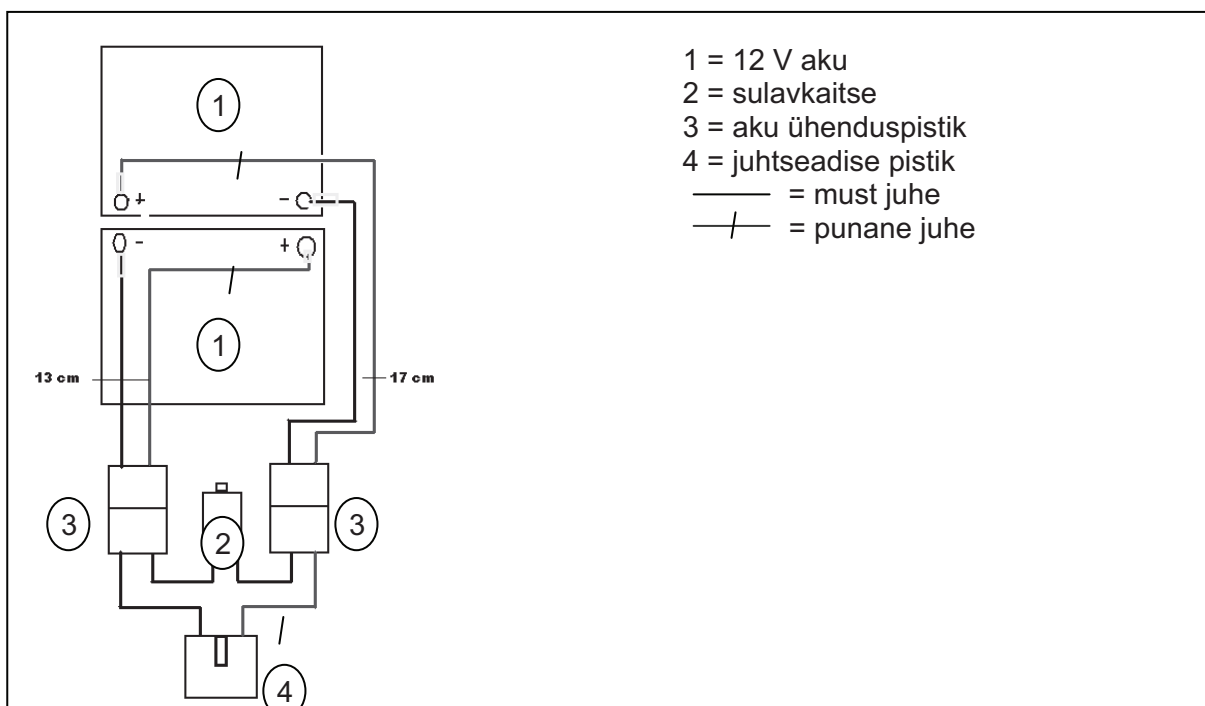 1
+ -
- +
1
13 cm
17 cm
3
2
3
4
1 = 12 V aku
2 = sulavkaitse
3 = aku ühenduspistik
4 = juhtseadise pistik
= must juhe
= punane juhe